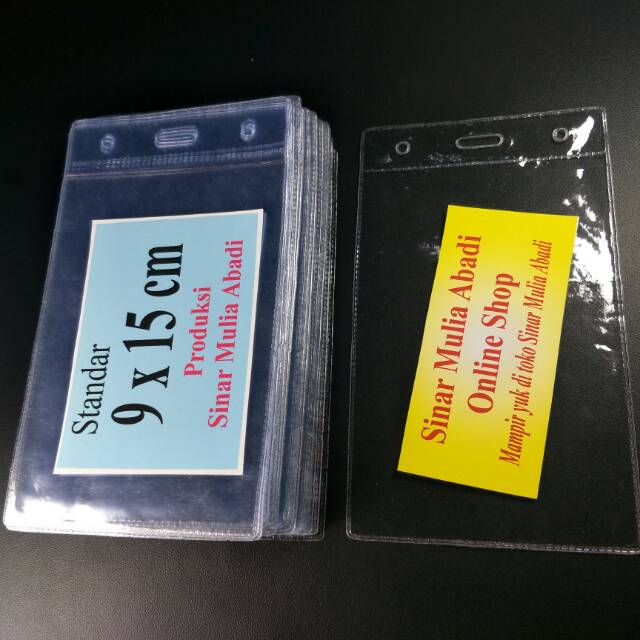 Standar
9 x 15 cm
Produksi
Sinar Mulia Abadi
Sinar Mulia Abadi
Online Shop
Mampir yuk di toko Sinar Mulia Abadi